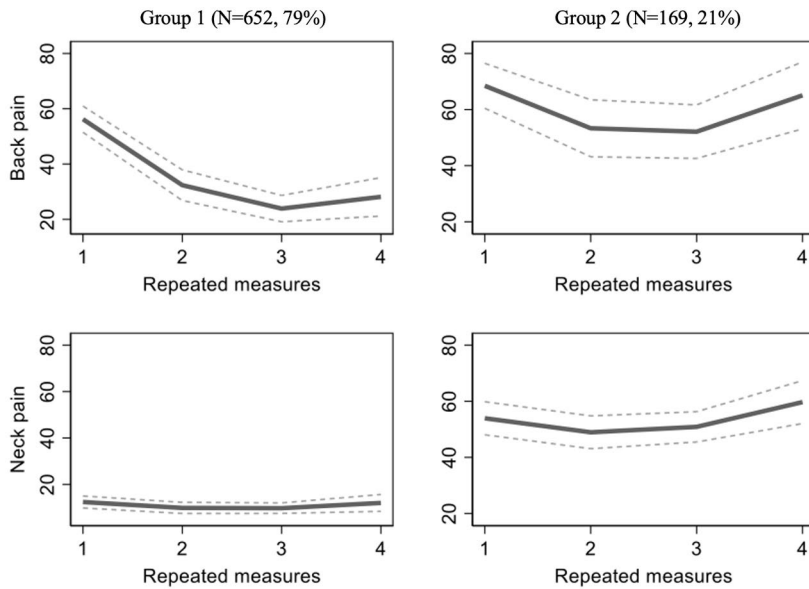 Group 1 (N=652, 79%)
Group 2 (N=169, 21%)
Back pain
80
60
40
20
1 2 3 4
Repeated measures
80
60
40
20
1 2 3 4
Repeated measures
Neck pain
80
60
40
20
1 2 3 4
Repeated measures
80
60
40
20
1 2 3 4
Repeated measures